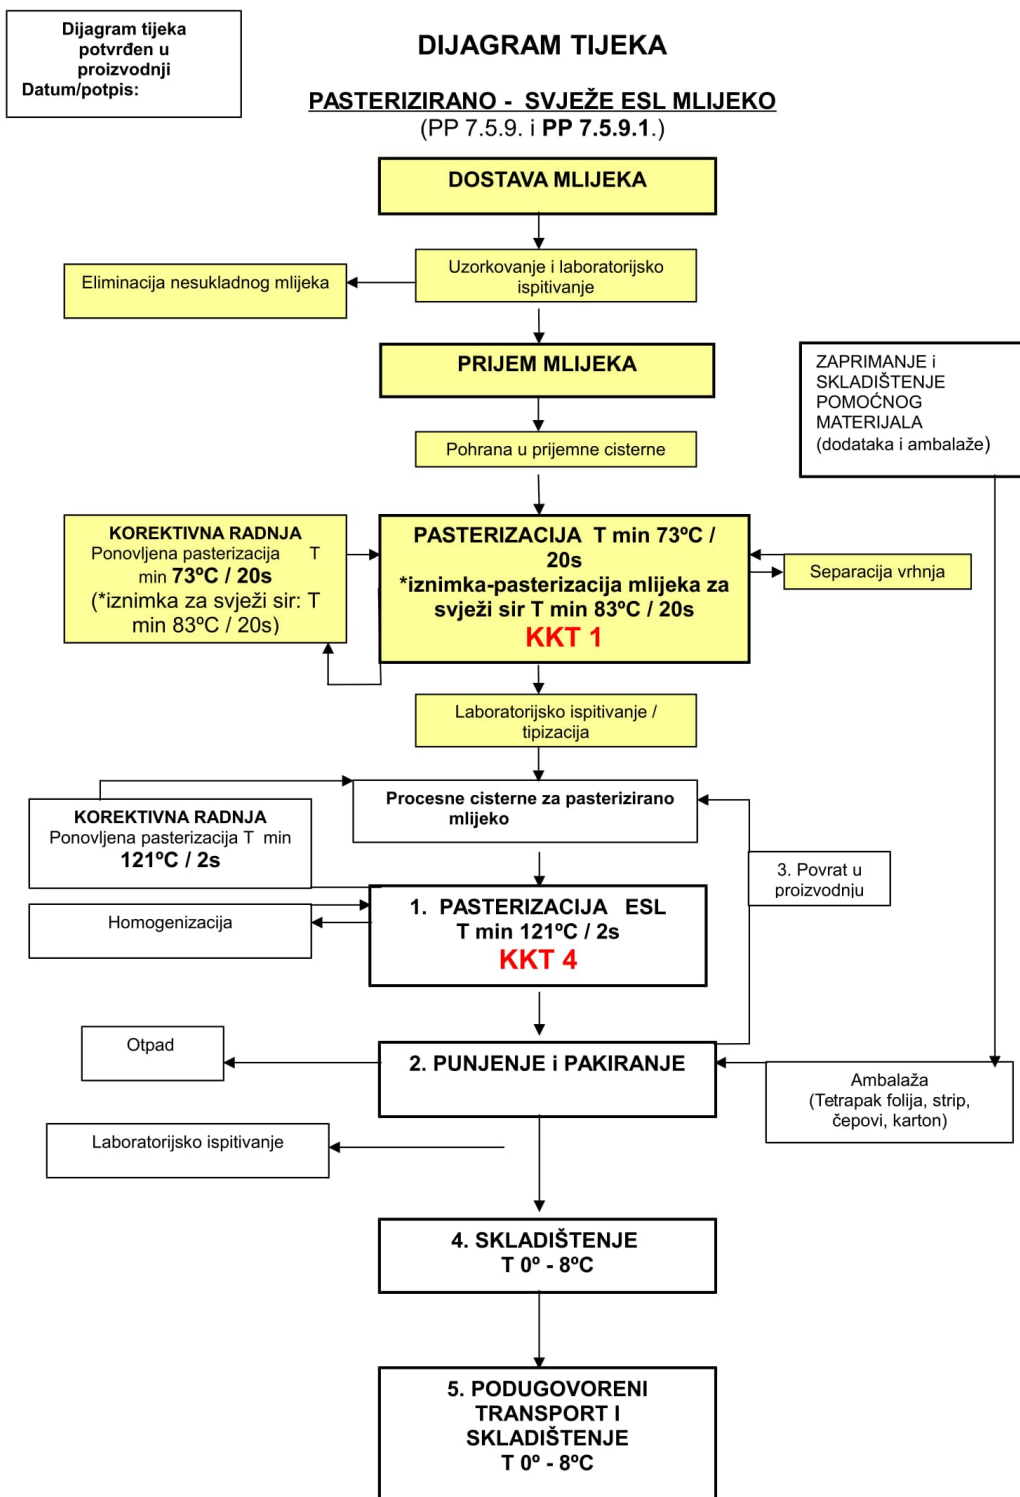 Dijagram tijeka
potvrđen u
proizvodnji
Datum/potpis:
DIJAGRAM TIJEKA
PASTERIZIRANO - SVJEŽE ESL MLIJEKO
(PP 7.5.9. i PP 7.5.9.1.)
DOSTAVA MLIJEKA
Uzorkovanje i laboratorijsko
ispitivanje
Eliminacija nesukladnog mlijeka
PRIJEM MLIJEKA
ZAPRIMANJE i
SKLADIŠTENJE
POMOĆNOG
MATERIJALA
(dodataka i ambalaže)
Pohrana u prijemne cisterne
KOREKTIVNA RADNJA
Ponovljena pasterizacija T
min 73ºC / 20s
(*iznimka za svježi sir: T
min 83ºC / 20s)
PASTERIZACIJA T min 73ºC /
20s
*iznimka-pasterizacija mlijeka za
svježi sir T min 83ºC / 20s
KKT 1
Separacija vrhnja
Laboratorijsko ispitivanje /
tipizacija
Procesne cisterne za pasterizirano
mlijeko
KOREKTIVNA RADNJA
Ponovljena pasterizacija T min
121ºC / 2s
3. Povrat u
proizvodnju
Homogenizacija
1. PASTERIZACIJA ESL
T min 121ºC / 2s
KKT 4
Otpad
2. PUNJENJE i PAKIRANJE
Ambalaža
(Tetrapak folija, strip,
čepovi, karton)
Laboratorijsko ispitivanje
4. SKLADIŠTENJE
T 0º - 8ºC
5. PODUGOVORENI
TRANSPORT I
SKLADIŠTENJE
T 0º - 8ºC